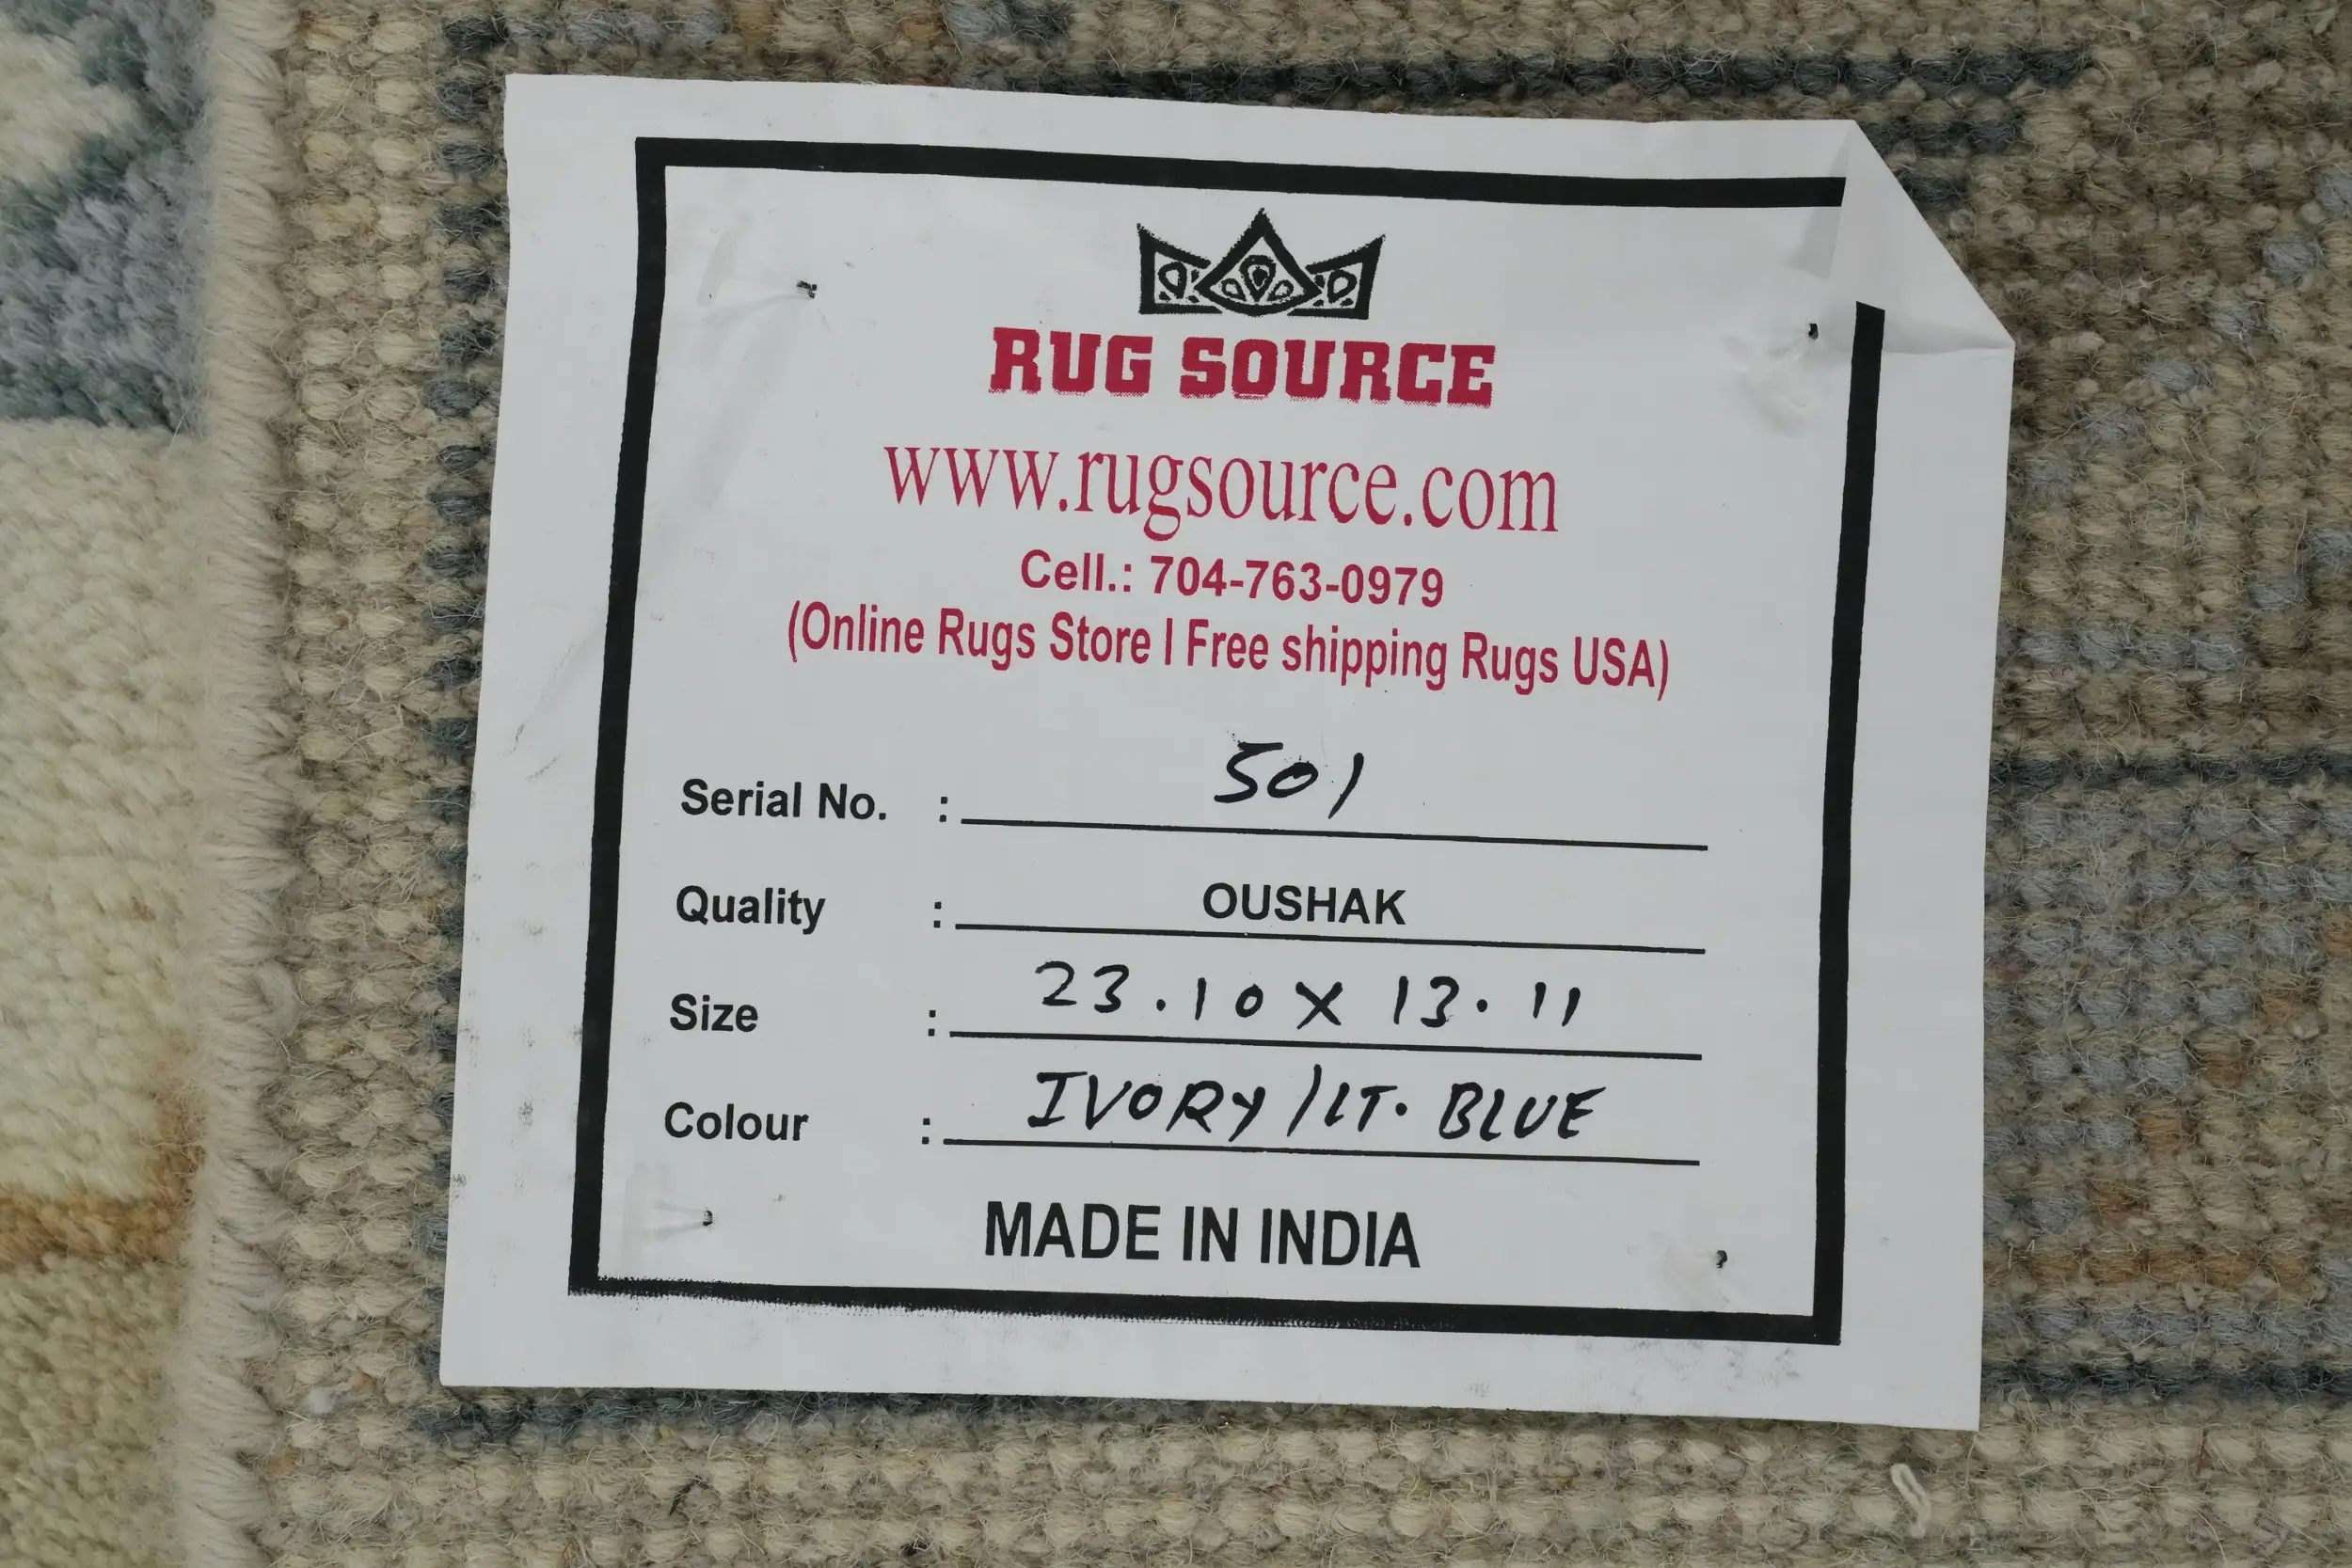 RUG SOURCE
www.rugsource.com
Cell.: 704-763-0979
(Online Rugs Store | Free shipping Rugs USA)
Serial No. : 501
Quality : OUSHAK
Size : 23.10 X 13.11
Colour : IVORY/LT. BLUE
MADE IN INDIA